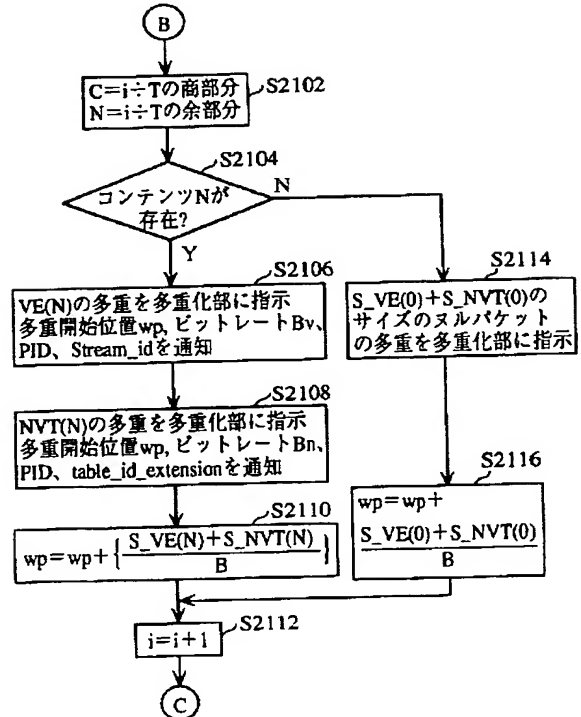 B
C=i÷Tの商部分
N=i÷Tの余部分
S2102
S2104
コンテンツNが
存在?
N
Y
S2106
VE(N)の多重を多重化部に指示
多重開始位置wp, ビットレートBv、
PID、Stream_idを通知
S2114
S_VE(0)+S_NVT(0)の
サイズのヌルパケット
の多重を多重化部に指示
S2108
NVT(N)の多重を多重化部に指示
多重開始位置wp, ビットレートBn、
PID、table_id_extensionを通知
S2110
wp=wp+{S_VE(N)+S_NVT(N)
B}
S2116
wp=wp+
S_VE(0)+S_NVT(0)
B
i=i+1
S2112
C